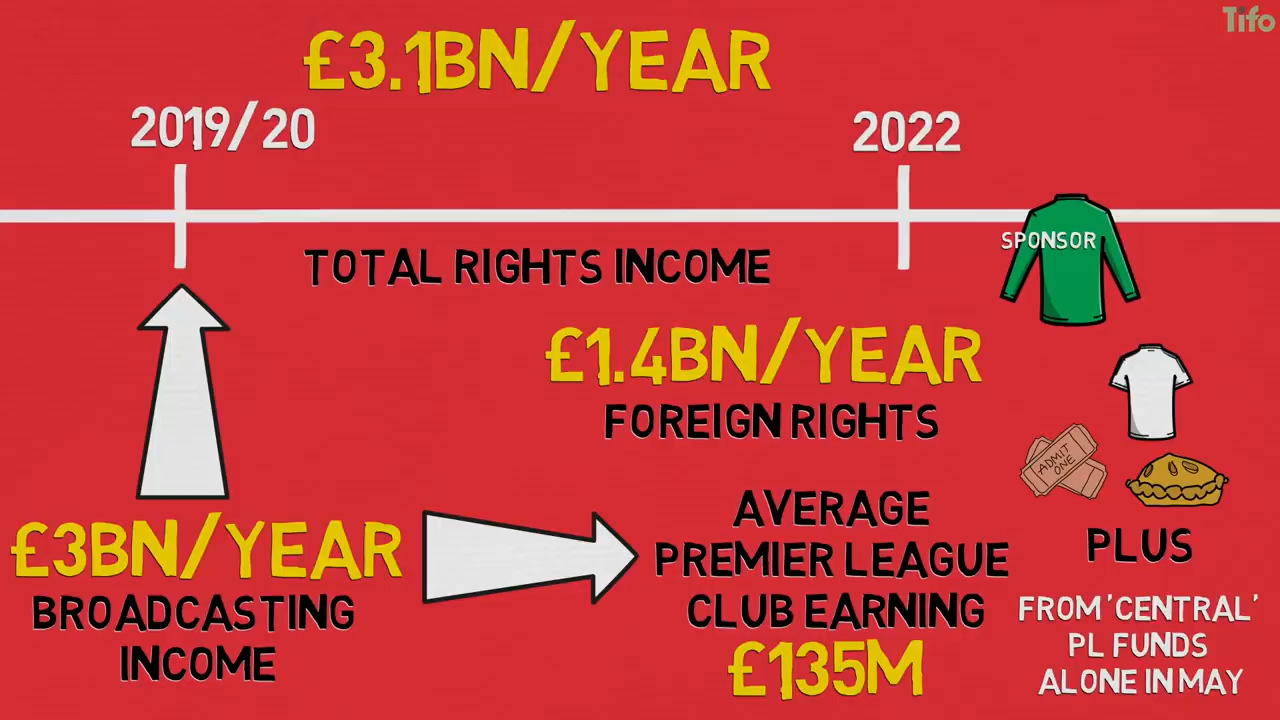 Tifo
£3.1BN/YEAR
2019/20
2022
TOTAL RIGHTS INCOME
SPONSOR
£1.4BN/YEAR
FOREIGN RIGHTS
ADMIT
ONE
£3BN/YEAR
BROADCASTING
INCOME
AVERAGE
PREMIER LEAGUE
CLUB EARNING
£135M
PLUS
FROM 'CENTRAL'
PL FUNDS
ALONE IN MAY